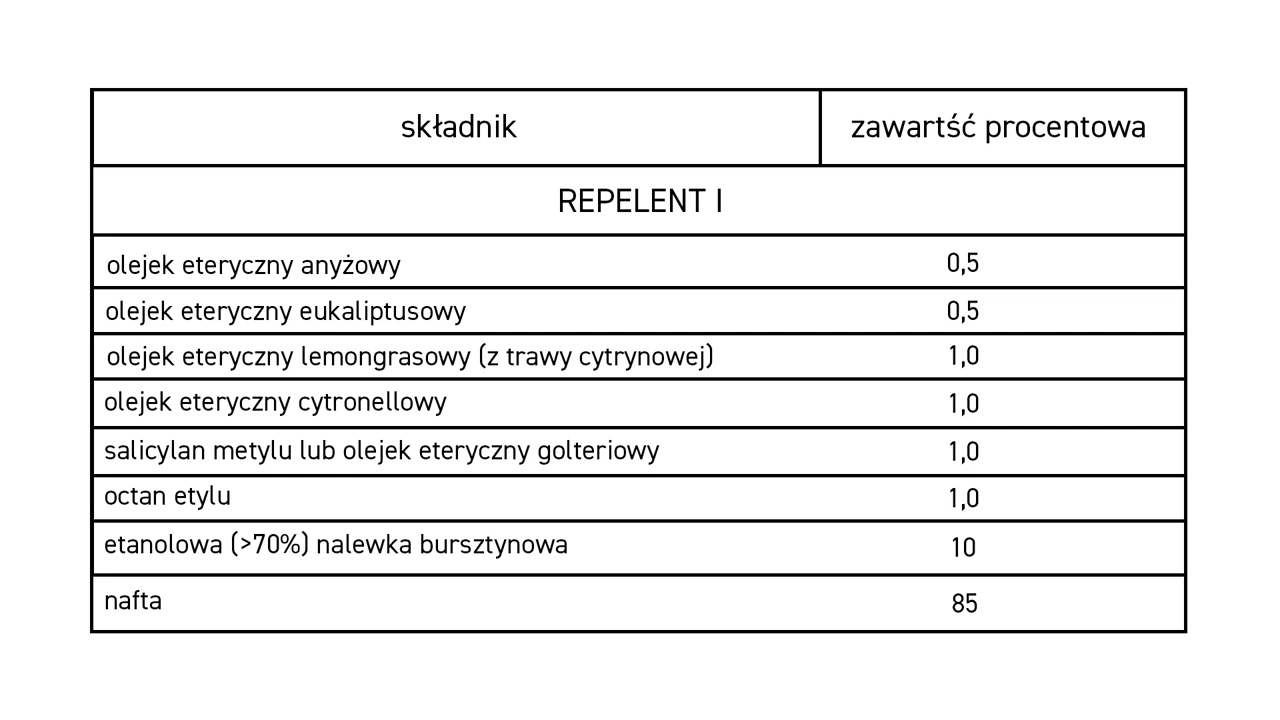 składnik zawartść procentowa
REPELENT I
olejek eteryczny anyżowy 0,5
olejek eteryczny eukaliptusowy 0,5
olejek eteryczny lemongrasowy (z trawy cytrynowej) 1,0
olejek eteryczny cytronellowy 1,0
salicylan metylu lub olejek eteryczny golteriowy 1,0
octan etylu 1,0
etanolowa (>70%) nalewka bursztynowa 10
nafta 85